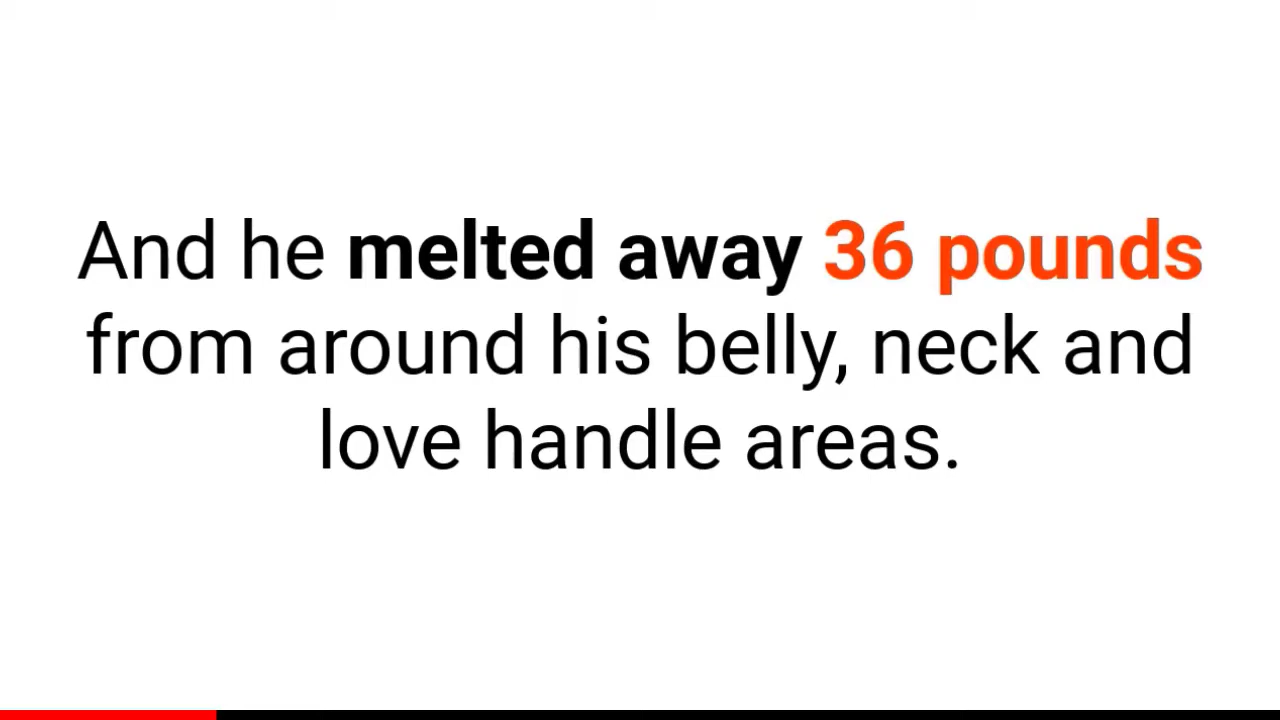 And he melted away 36 pounds
from around his belly, neck and
love handle areas.